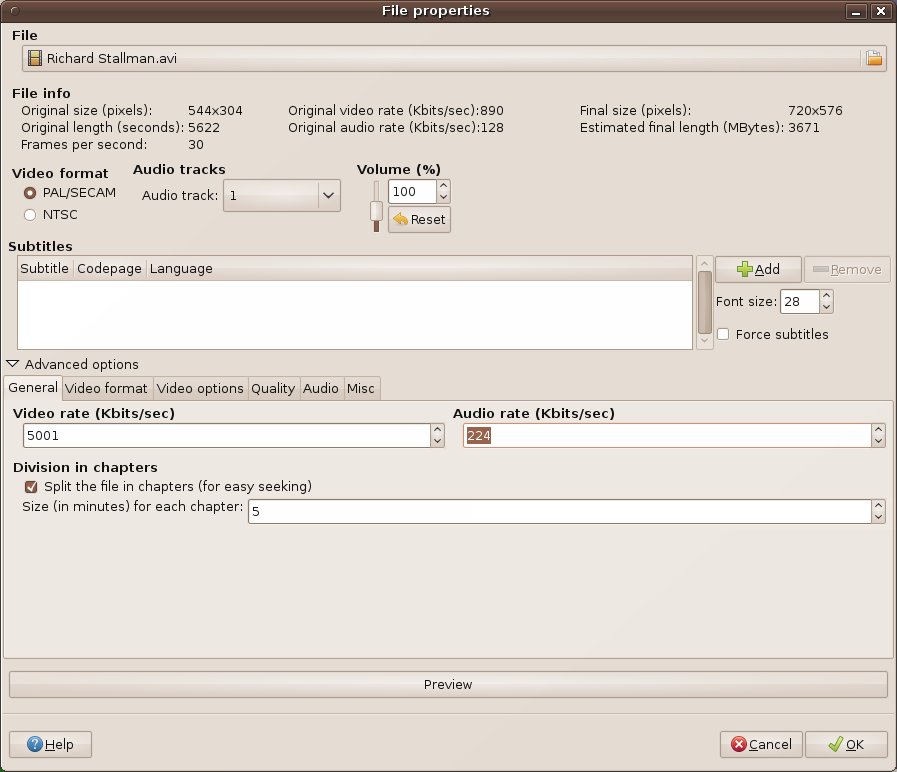 File properties
File
Richard Stallman.avi
File info
Original size (pixels): 544x304 Original video rate (Kbits/sec):890 Final size (pixels): 720x576
Original length (seconds): 5622 Original audio rate (Kbits/sec):128 Estimated final length (MBytes): 3671
Frames per second: 30
Video format Audio tracks Volume (%)
PAL/SECAM Audio track: 1 100
NTSC Reset
Subtitles
Subtitle Codepage Language Add Remove
Font size: 28
Force subtitles
Advanced options
General Video format Video options Quality Audio Misc
Video rate (Kbits/sec) Audio rate (Kbits/sec)
5001 224
Division in chapters
Split the file in chapters (for easy seeking)
Size (in minutes) for each chapter: 5
Preview
Help Cancel OK